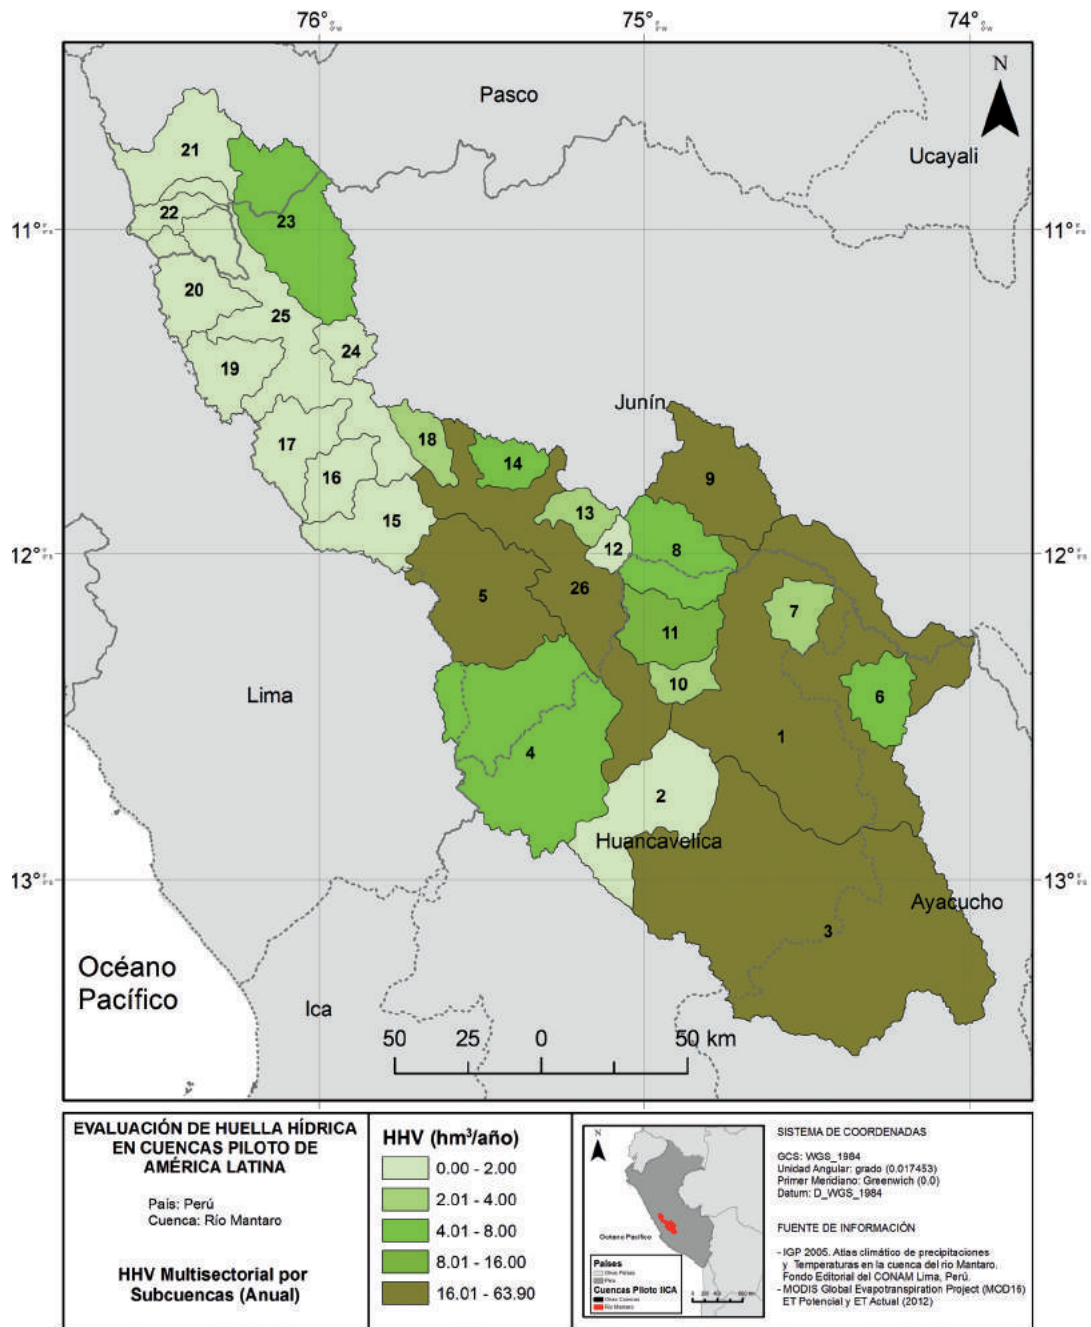 76°
75°
74°
N
Pasco
Ucayali
21
22
23
11°
11°
20
25
24
19
Junín
18
17
14
9
16
13
15
12
8
12°
12°
5
26
7
11
10
6
Lima
4
1
2
Huancavelica
13°
13°
Ayacucho
3
Océano
Pacífico
Ica
50 25 0 50 km
EVALUACIÓN DE HUELLA HÍDRICA
EN CUENCAS PILOTO DE
AMÉRICA LATINA
País: Perú
Cuenca: Río Mantaro
HHV Multisectorial por
Subcuencas (Anual)
HHV (hm³/año)
0.00 - 2.00
2.01 - 4.00
4.01 - 8.00
8.01 - 16.00
16.01 - 63.90
N
Océano Pacífico
Países
Otros Países
Perú
Cuencas Piloto IICA
Otras Cuencas
Río Mantaro
SISTEMA DE COORDENADAS
GCS: WGS_1984
Unidad Angular: grado (0.017453)
Primer Meridiano: Greenwich (0.0)
Datum: D_WGS_1984
FUENTE DE INFORMACIÓN
- IGP 2005. Atlas climático de precipitaciones
y Temperaturas en la cuenca del río Mantaro.
Fondo Editorial del CONAM Lima, Perú.
- MODIS Global Evapotranspiration Project (MOD16)
ET Potencial y ET Actual (2012)